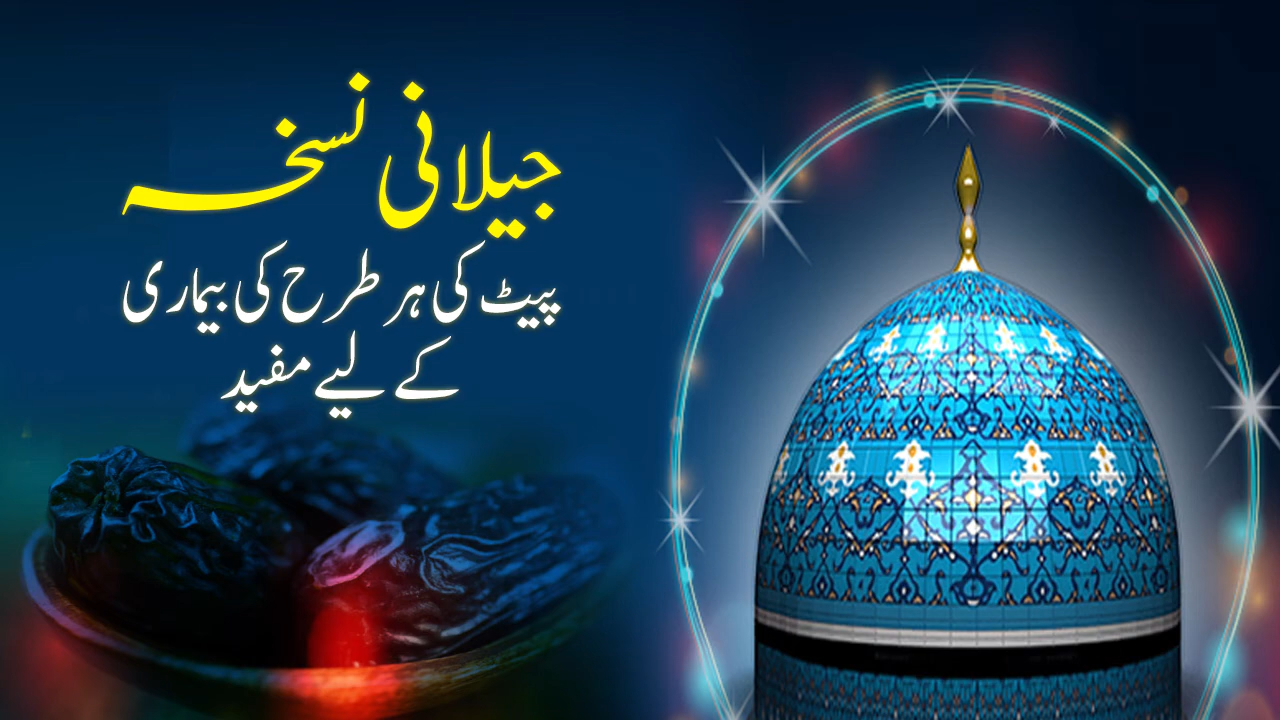 جیلانی نسخہ
پیٹ کی ہر طرح کی بیماری
کے لیے مفید